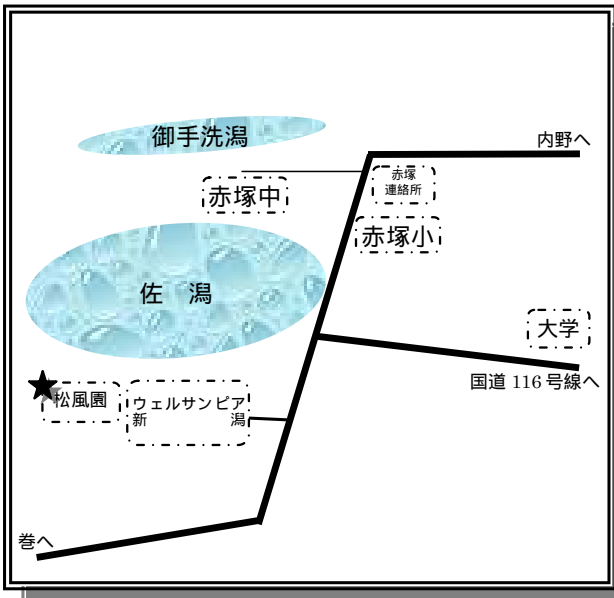 御手洗潟
内野へ
赤塚
連絡所
赤塚中
赤塚小
佐 潟
大学
国道 116 号線へ
松風園
ウェルサンピア
新 潟
巻へ